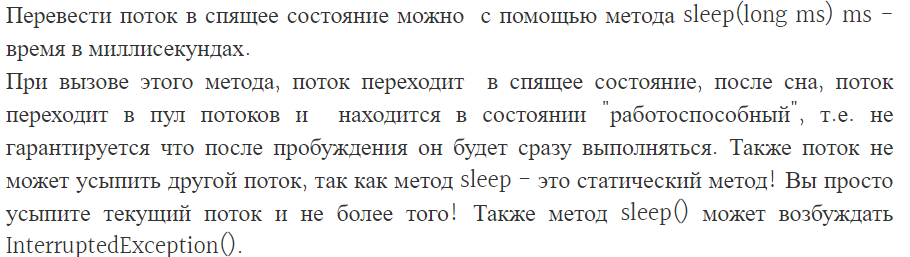 Перевести поток в спящее состояние можно с помощью метода sleep(long ms) ms –
время в миллисекундах.
При вызове этого метода, поток переходит в спящее состояние, после сна, поток
переходит в пул потоков и находится в состоянии "работоспособный", т.е. не
гарантируется что после пробуждения он будет сразу выполняться. Также поток не
может усыпить другой поток, так как метод sleep – это статический метод! Вы просто
усыпите текущий поток и не более того! Также метод sleep() может возбуждать
InterruptedException().